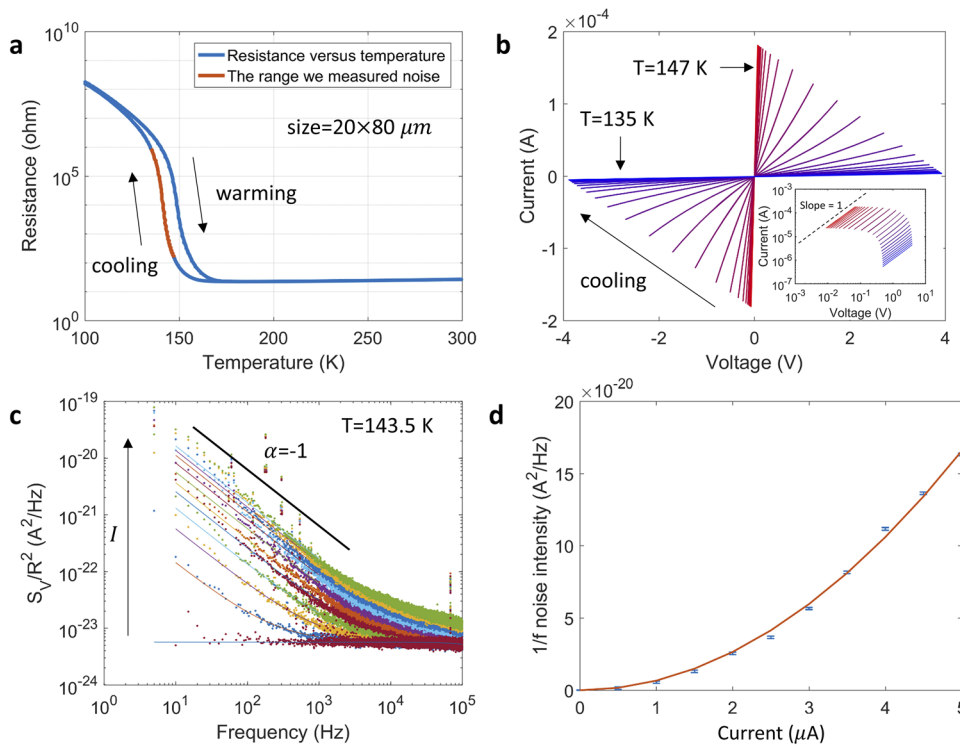 a
10^10
10^5
10^0
Resistance (ohm)
Resistance versus temperature
The range we measured noise
size=20×80 μm
warming
cooling
100 150 200 250 300
Temperature (K)
b
×10^-4
2
1
0
-1
-2
Current (A)
T=147 K
T=135 K
cooling
-4 -2 0 2 4
Voltage (V)
Slope = 1
10^-3
10^-4
10^-5
10^-6
10^-7
Current (A)
10^-3 10^-2 10^-1 10^0 10^1
Voltage (V)
c
10^-19
10^-20
10^-21
10^-22
10^-23
10^-24
S_V/R^2 (A^2/Hz)
T=143.5 K
α=-1
I
10^0 10^1 10^2 10^3 10^4 10^5
Frequency (Hz)
d
×10^-20
20
15
10
5
0
1/f noise intensity (A^2/Hz)
0 1 2 3 4 5
Current (μA)